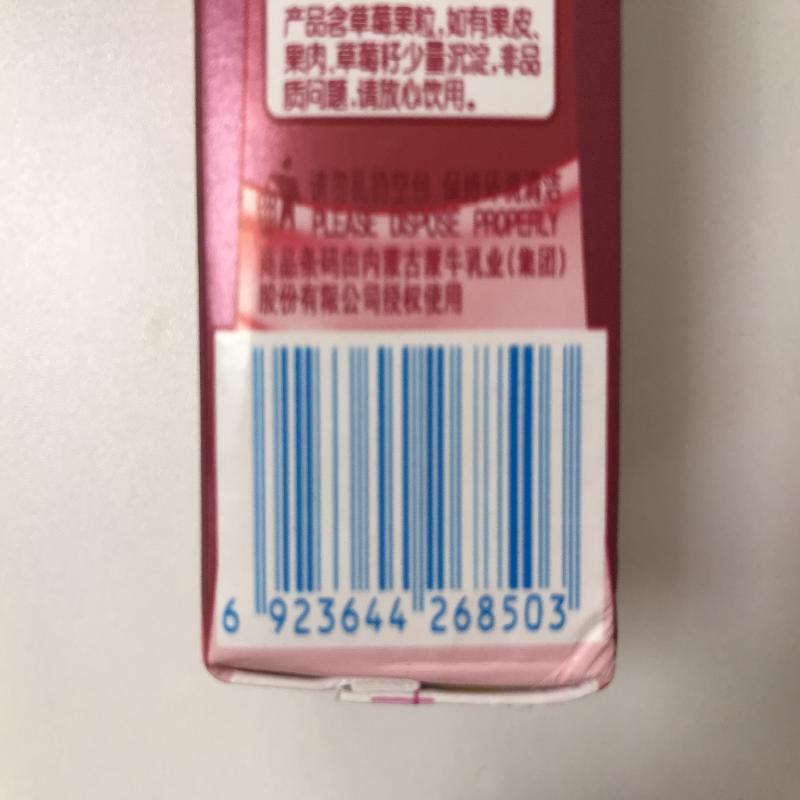 产品含草莓果粒,如有果皮、
果肉、草莓籽少量沉淀,非品
质问题,请放心饮用。
PLEASE DISPOSE PROPERLY
商品条码由内蒙古蒙牛乳业(集团)
股份有限公司授权使用
6 923644 268503